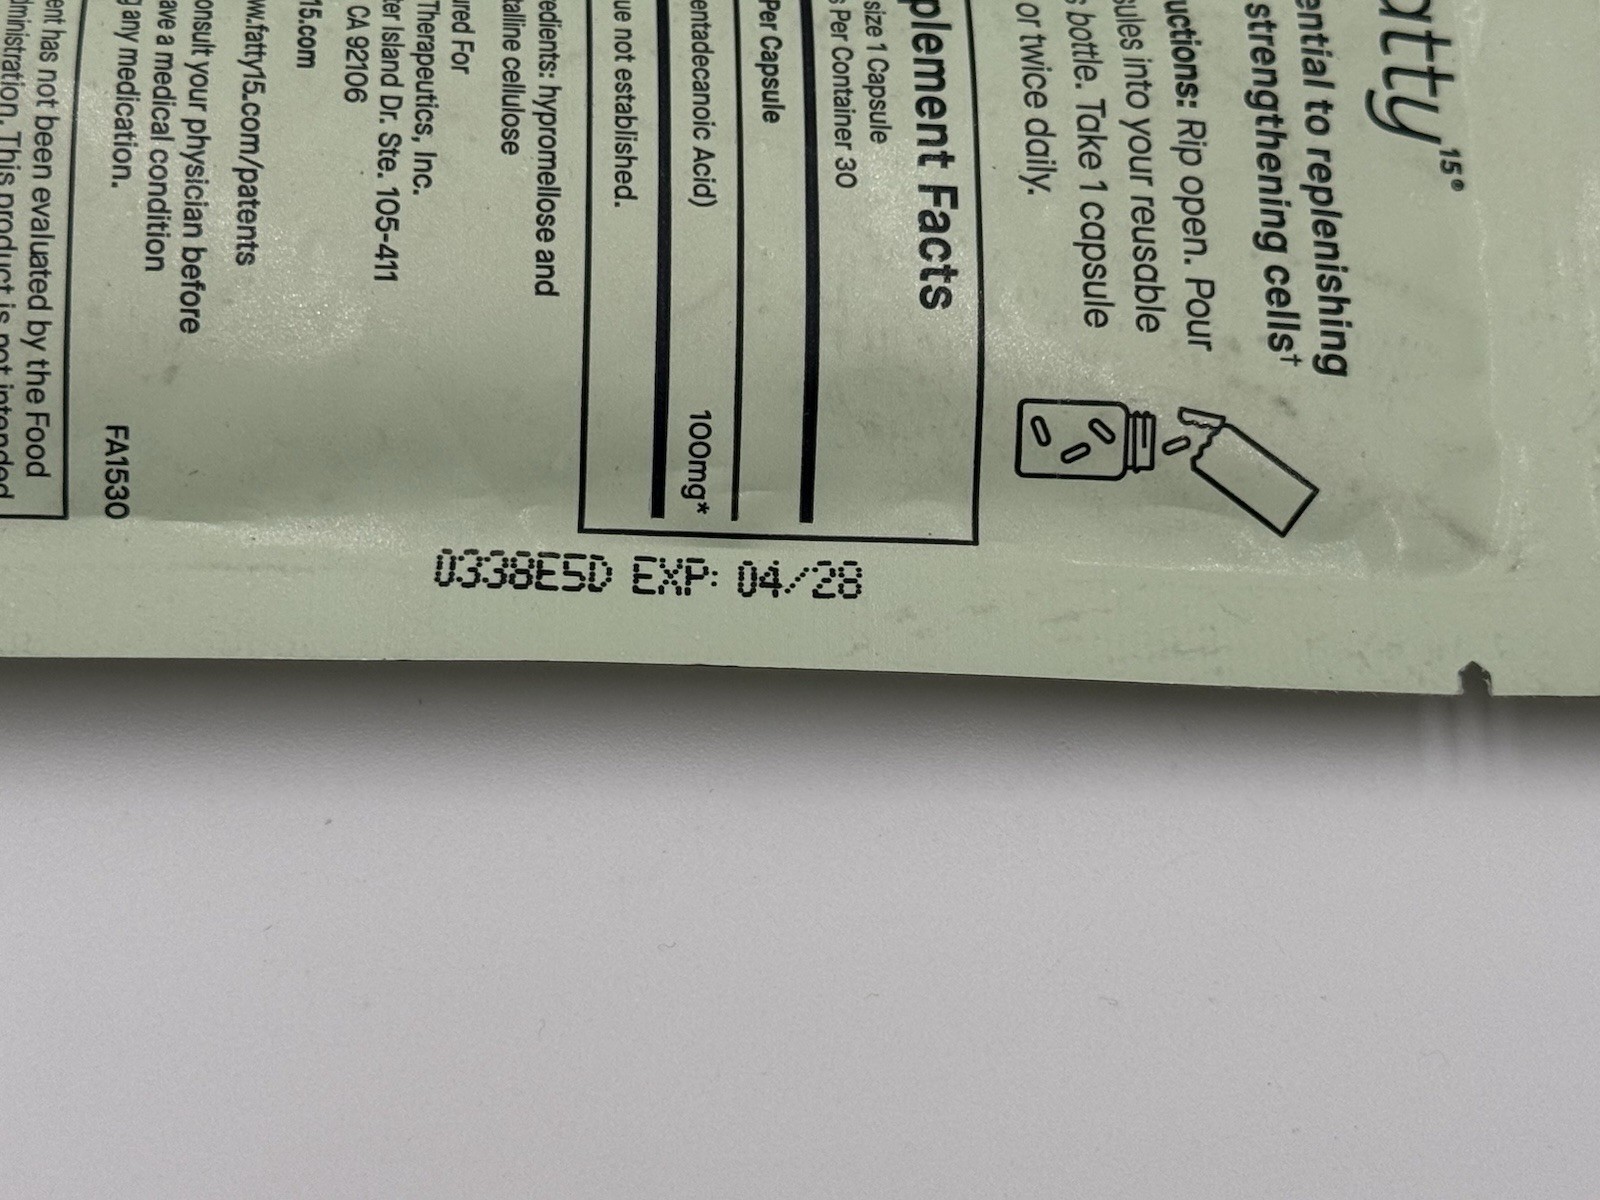 atty15®
ential to replenishing
strengthening cells†
uctions: Rip open. Pour
sules into your reusable
s bottle. Take 1 capsule
or twice daily.
plement Facts
size 1 Capsule
s Per Container 30
Per Capsule
entadecanoic Acid) 100mg*
ue not established.
redients: hypromellose and
talline cellulose
ured For
Therapeutics, Inc.
ter Island Dr. Ste. 105-411
CA 92106
15.com
ww.fatty15.com/patents
onsult your physician before
ave a medical condition
g any medication.
FA1530
ent has not been evaluated by the Food
dministration. This product is not intended
0338E5D EXP: 04/28